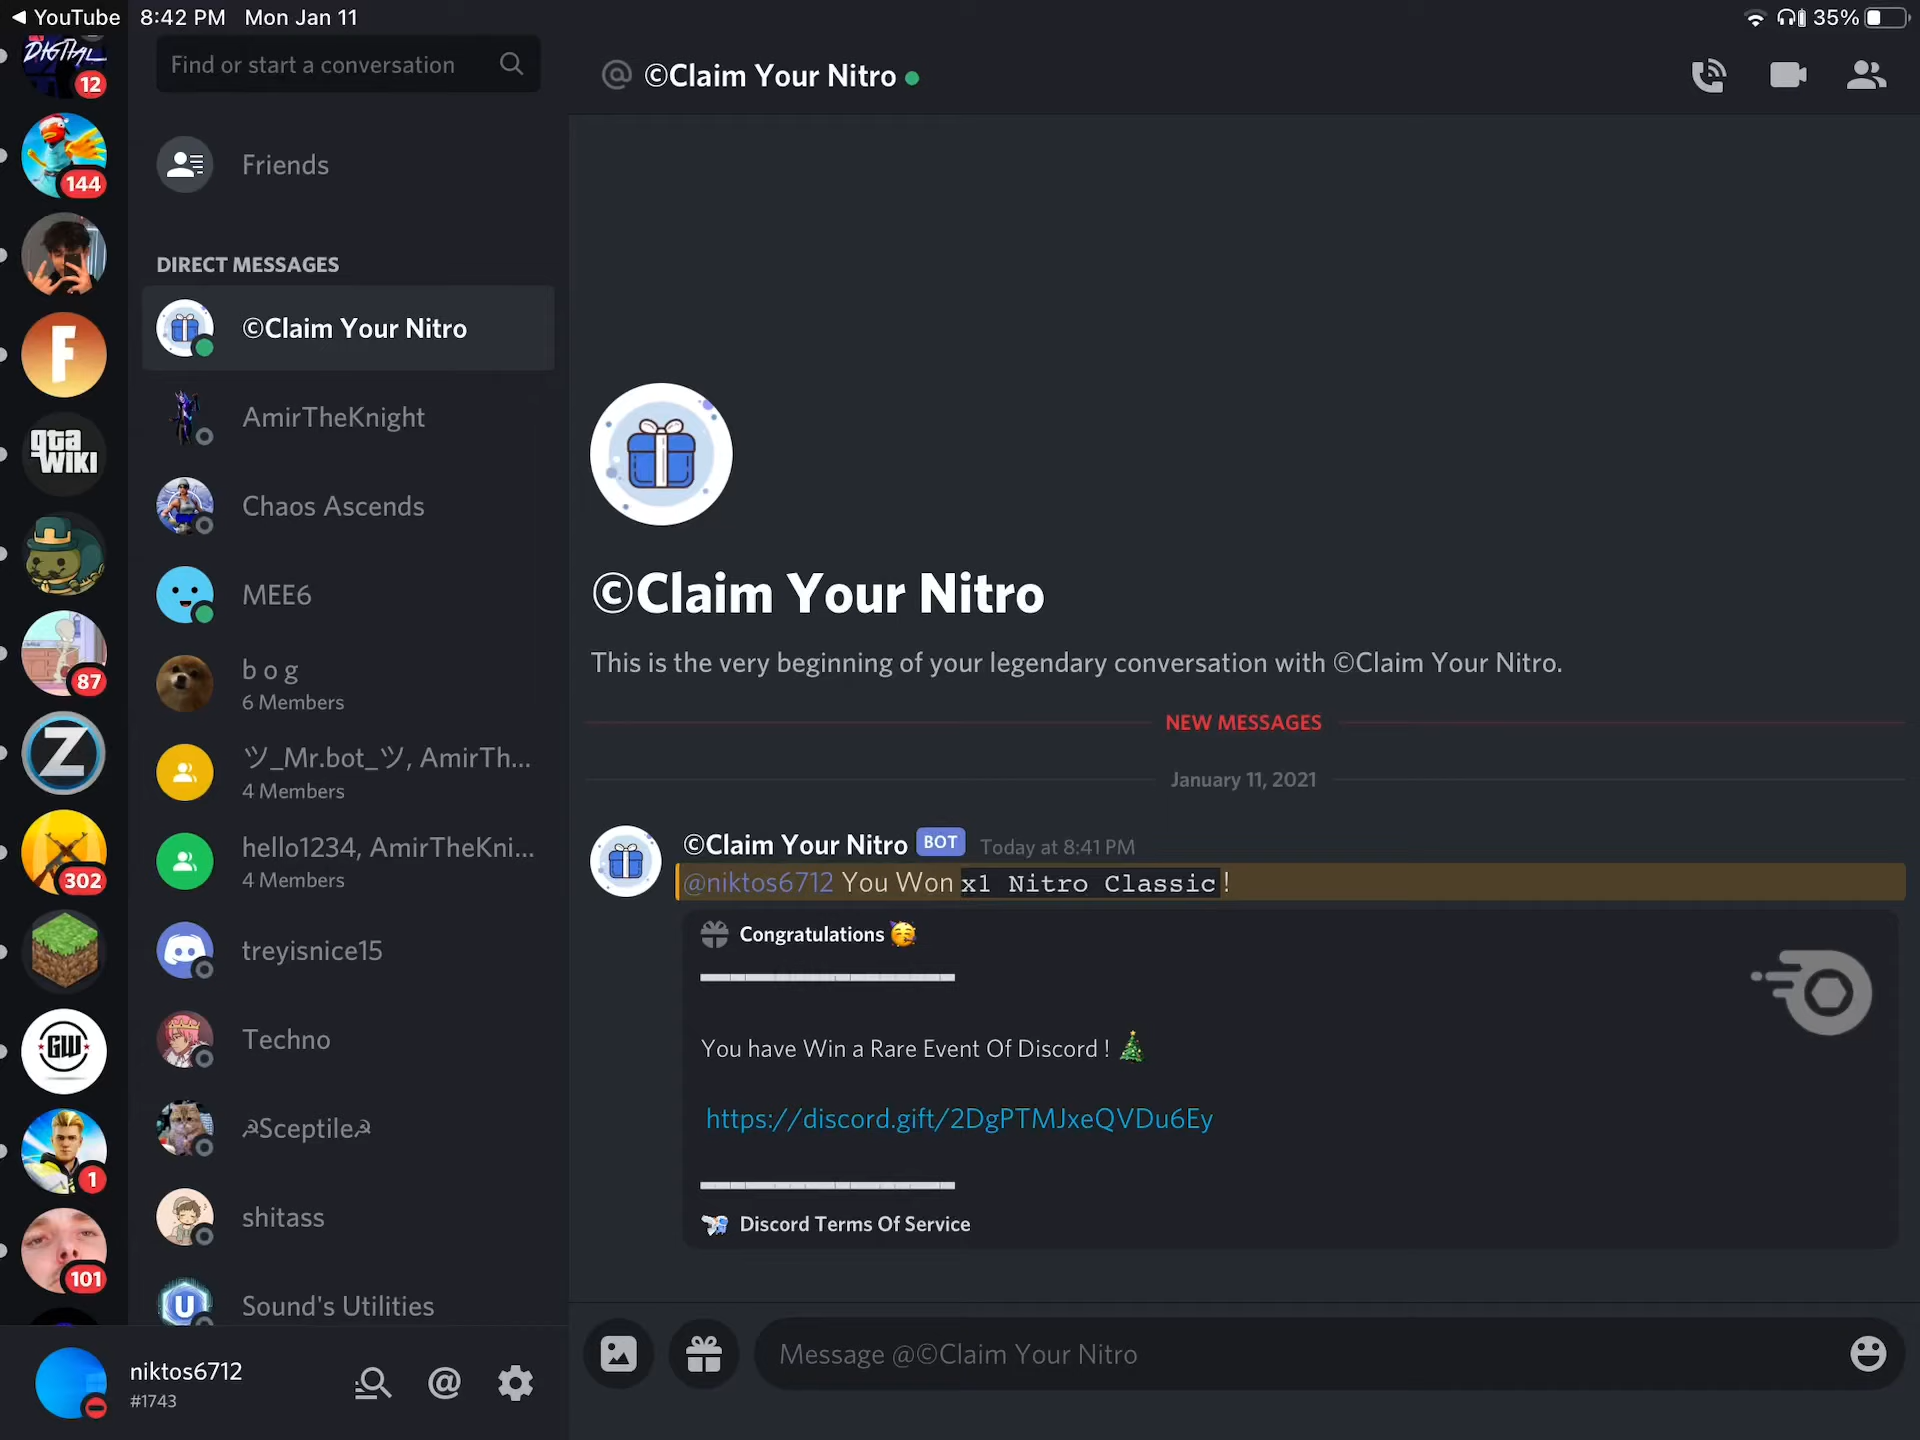 ◀ YouTube 8:42 PM Mon Jan 11 35%
DIGITAL
12
144
F
gta
WIKI
87
Z
302
GW
1
101
Find or start a conversation
Friends
DIRECT MESSAGES
©Claim Your Nitro
AmirTheKnight
Chaos Ascends
MEE6
b o g
6 Members
ツ_Mr.bot_ツ, AmirTh...
4 Members
hello1234, AmirTheKni...
4 Members
treyisnice15
Techno
☭Sceptile☭
shitass
U
Sound's Utilities
niktos6712
#1743
@ ©Claim Your Nitro
©Claim Your Nitro
This is the very beginning of your legendary conversation with ©Claim Your Nitro.
NEW MESSAGES
January 11, 2021
©Claim Your Nitro BOT Today at 8:41 PM
@niktos6712 You Won x1 Nitro Classic!
Congratulations 🥳
You have Win a Rare Event Of Discord ! 🎄
https://discord.gift/2DgPTMJxeQVDu6Ey
Discord Terms Of Service
Message @©Claim Your Nitro